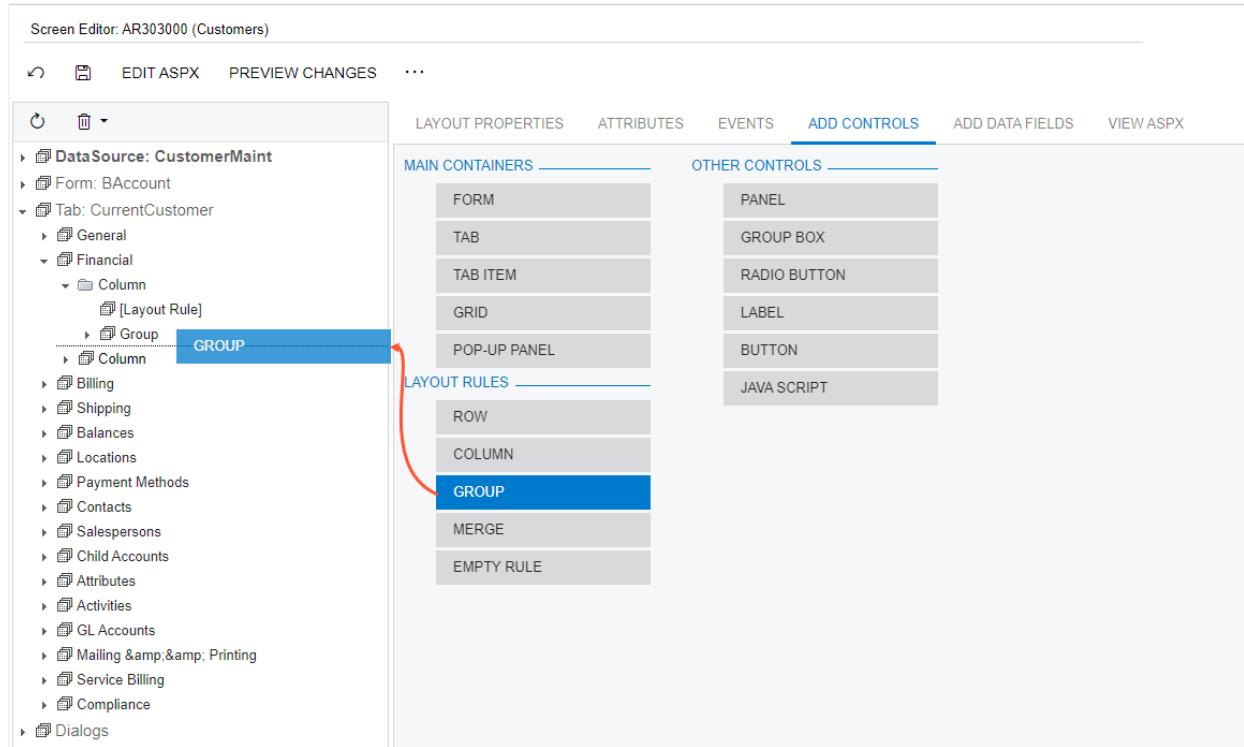 Screen Editor: AR303000 (Customers)
EDIT ASPX PREVIEW CHANGES ...
LAYOUT PROPERTIES ATTRIBUTES EVENTS ADD CONTROLS ADD DATA FIELDS VIEW ASPX
DataSource: CustomerMaint
Form: BAccount
Tab: CurrentCustomer
General
Financial
Column
[Layout Rule]
Group
GROUP
Column
Billing
Shipping
Balances
Locations
Payment Methods
Contacts
Salespersons
Child Accounts
Attributes
Activities
GL Accounts
Mailing &amp;&amp; Printing
Service Billing
Compliance
Dialogs
MAIN CONTAINERS
FORM
TAB
TAB ITEM
GRID
POP-UP PANEL
LAYOUT RULES
ROW
COLUMN
GROUP
MERGE
EMPTY RULE
OTHER CONTROLS
PANEL
GROUP BOX
RADIO BUTTON
LABEL
BUTTON
JAVA SCRIPT